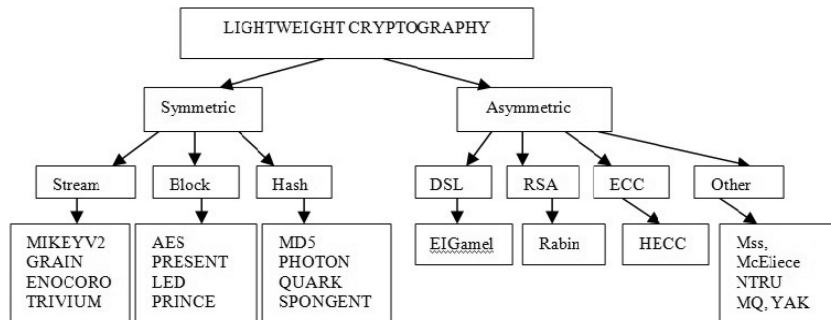 LIGHTWEIGHT CRYPTOGRAPHY
Symmetric
Asymmetric
Stream
Block
Hash
DSL
RSA
ECC
Other
MIKEYV2
GRAIN
ENOCORO
TRIVIUM
AES
PRESENT
LED
PRINCE
MD5
PHOTON
QUARK
SPONGENT
EIGamel
Rabin
HECC
Mss,
McEliece
NTRU
MQ, YAK